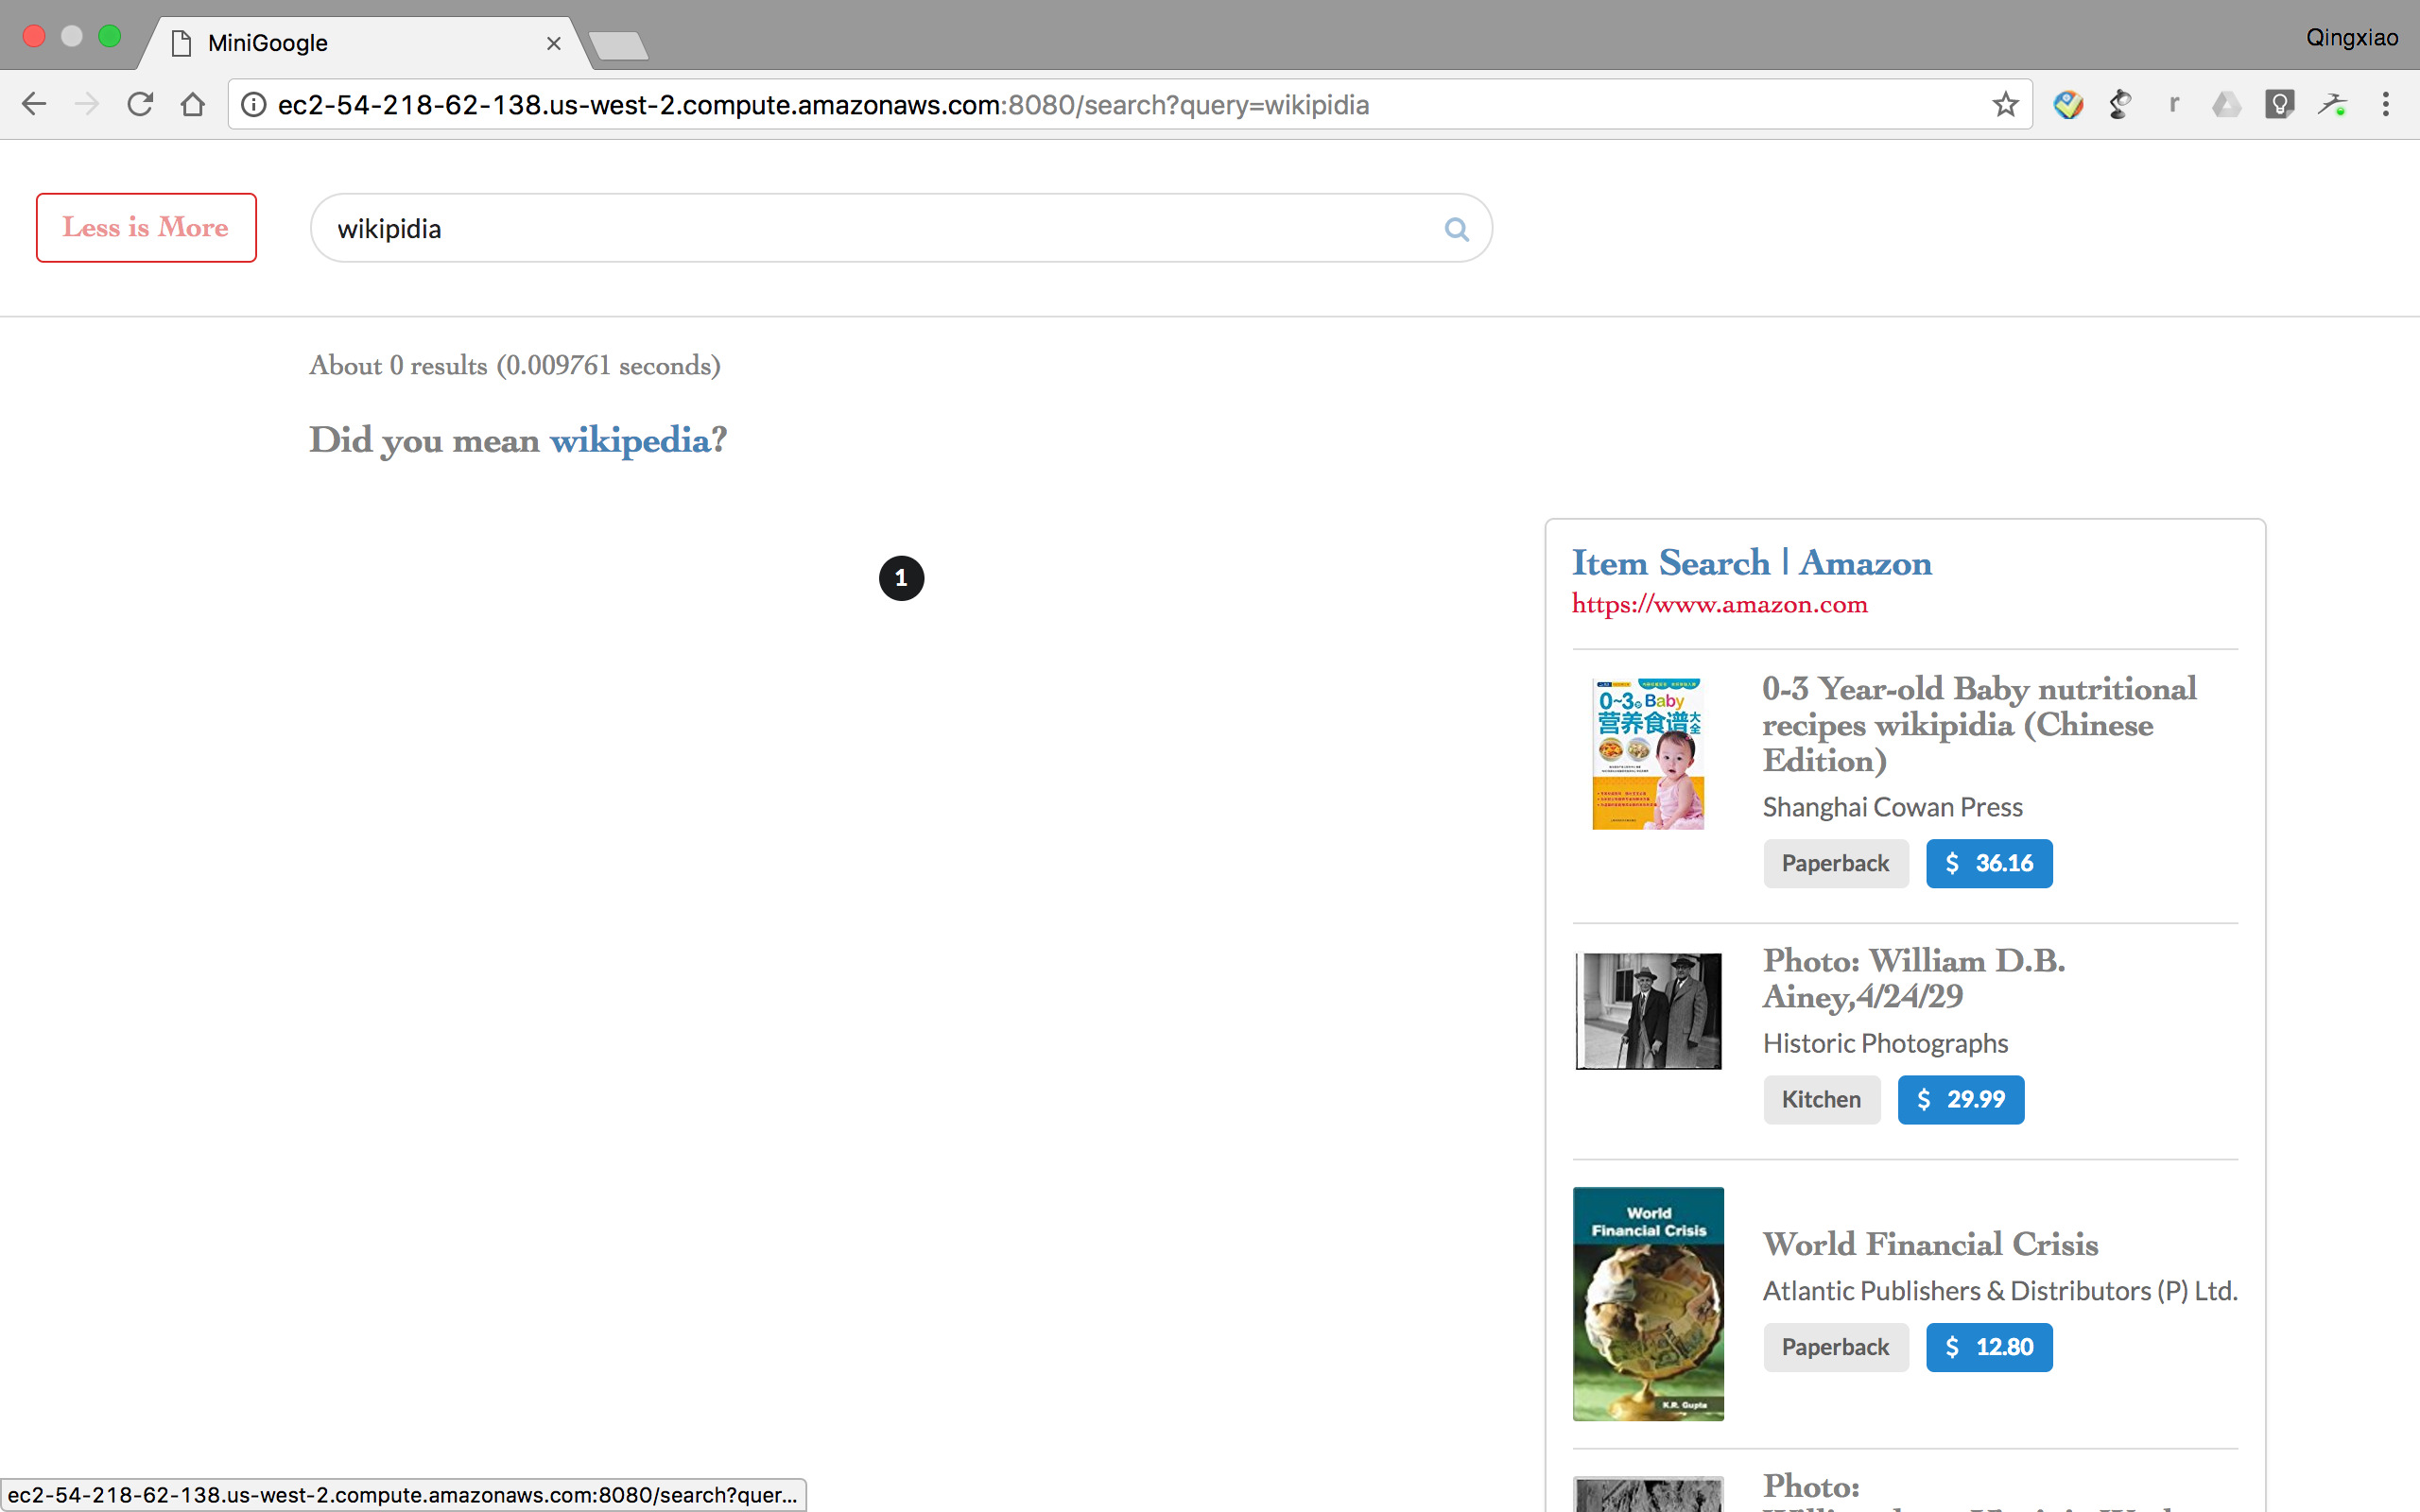 MiniGoogle
Qingxiao
ec2-54-218-62-138.us-west-2.compute.amazonaws.com:8080/search?query=wikipidia
r
Less is More
wikipidia
About 0 results (0.009761 seconds)
Did you mean wikipedia?
1
Item Search | Amazon
https://www.amazon.com
0~3岁 Baby
营养食谱大全
0-3 Year-old Baby nutritional
recipes wikipidia (Chinese
Edition)
Shanghai Cowan Press
Paperback
$ 36.16
Photo: William D.B.
Ainey,4/24/29
Historic Photographs
Kitchen
$ 29.99
World
Financial Crisis
K.R. Gupta
World Financial Crisis
Atlantic Publishers & Distributors (P) Ltd.
Paperback
$ 12.80
Photo:
ec2-54-218-62-138.us-west-2.compute.amazonaws.com:8080/search?quer...